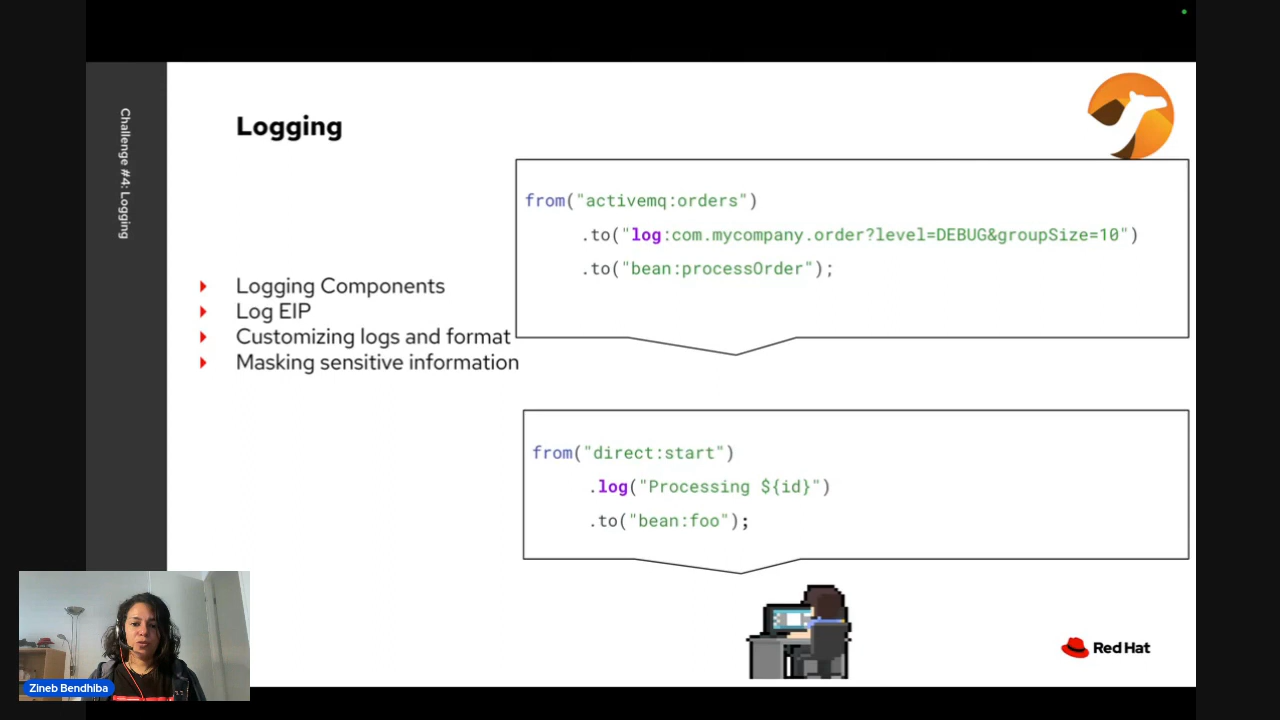 Challenge #4: Logging
Logging
Logging Components
Log EIP
Customizing logs and format
Masking sensitive information
from("activemq:orders")
.to("log:com.mycompany.order?level=DEBUG&groupSize=10")
.to("bean:processOrder");
from("direct:start")
.log("Processing ${id}")
.to("bean:foo");
Red Hat
Zineb Bendhiba